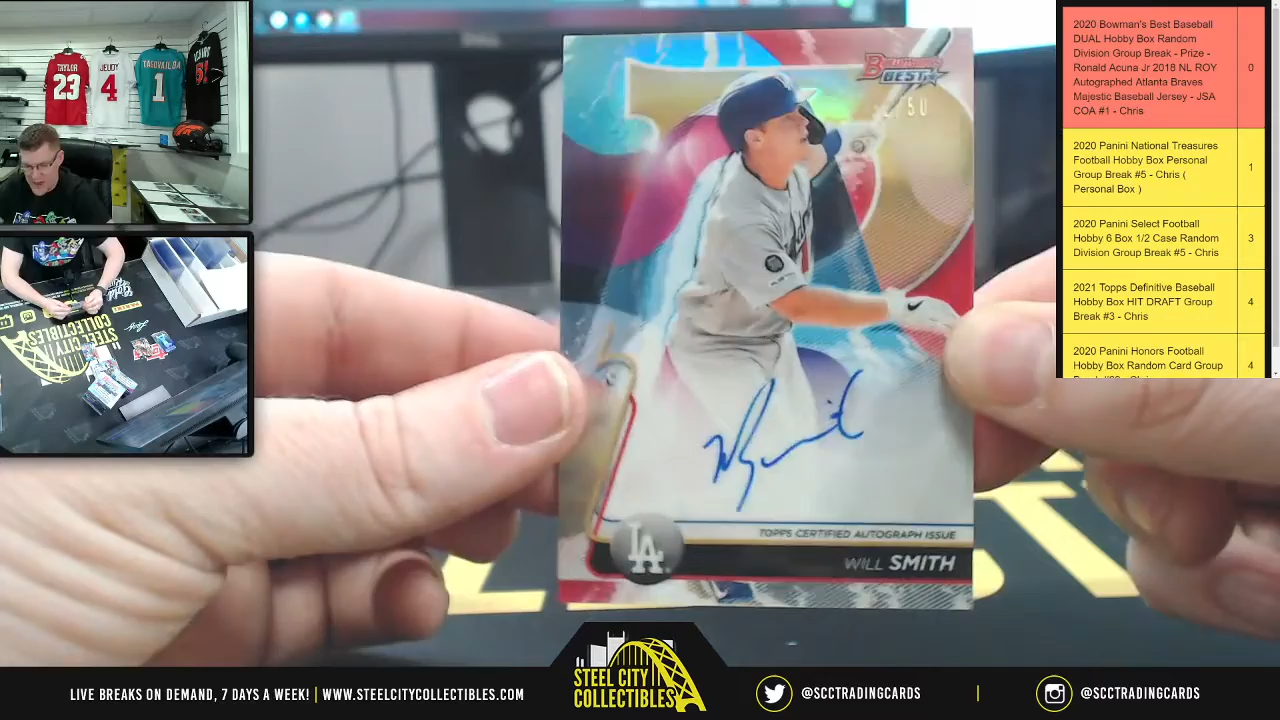 TAYLOR
23
JEUDY
4
TAGOVAILOA
1
STEEL CITY
COLLECTIBLES
BOWMAN'S
BEST
/50
TOPPS CERTIFIED AUTOGRAPH ISSUE
LA
WILL SMITH
2020 Bowman's Best Baseball
DUAL Hobby Box Random
Division Group Break - Prize -
Ronald Acuna Jr 2018 NL ROY
Autographed Atlanta Braves
Majestic Baseball Jersey - JSA
COA #1 - Chris
0
2020 Panini National Treasures
Football Hobby Box Personal
Group Break #5 - Chris (
Personal Box )
1
2020 Panini Select Football
Hobby 6 Box 1/2 Case Random
Division Group Break #5 - Chris
3
2021 Topps Definitive Baseball
Hobby Box HIT DRAFT Group
Break #3 - Chris
4
2020 Panini Honors Football
Hobby Box Random Card Group
4
LIVE BREAKS ON DEMAND, 7 DAYS A WEEK! | WWW.STEELCITYCOLLECTIBLES.COM
STEEL CITY
COLLECTIBLES
@SCCTRADINGCARDS | @SCCTRADINGCARDS